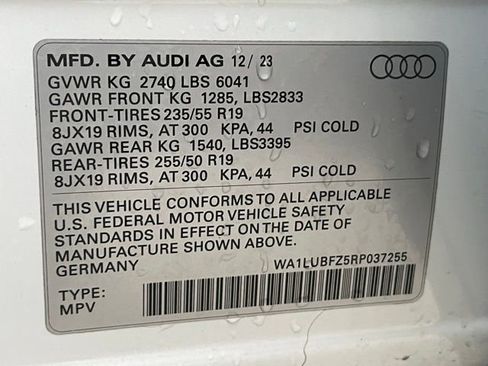 MFD. BY AUDI AG 12/ 23
GVWR KG 2740 LBS 6041
GAWR FRONT KG 1285, LBS2833
FRONT-TIRES 235/55 R19
8JX19 RIMS, AT 300 KPA, 44 PSI COLD
GAWR REAR KG 1540, LBS3395
REAR-TIRES 255/50 R19
8JX19 RIMS, AT 300 KPA, 44 PSI COLD
THIS VEHICLE CONFORMS TO ALL APPLICABLE
U.S. FEDERAL MOTOR VEHICLE SAFETY
STANDARDS IN EFFECT ON THE DATE OF
MANUFACTURE SHOWN ABOVE.
GERMANY WA1LUBFZ5RP037255
TYPE:
MPV